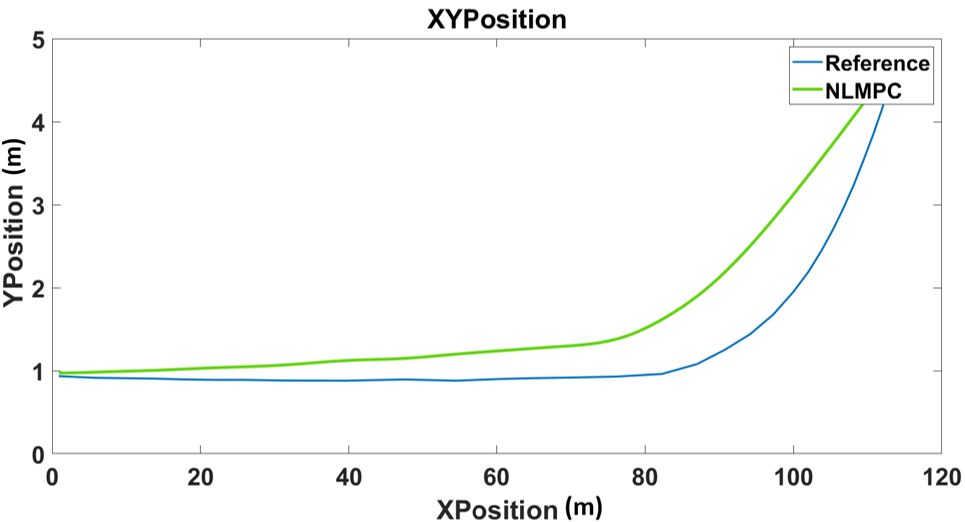 XYPosition
5
4
3
2
1
0
YPosition (m)
Reference
NLMPC
0 20 40 60 80 100 120
XPosition (m)